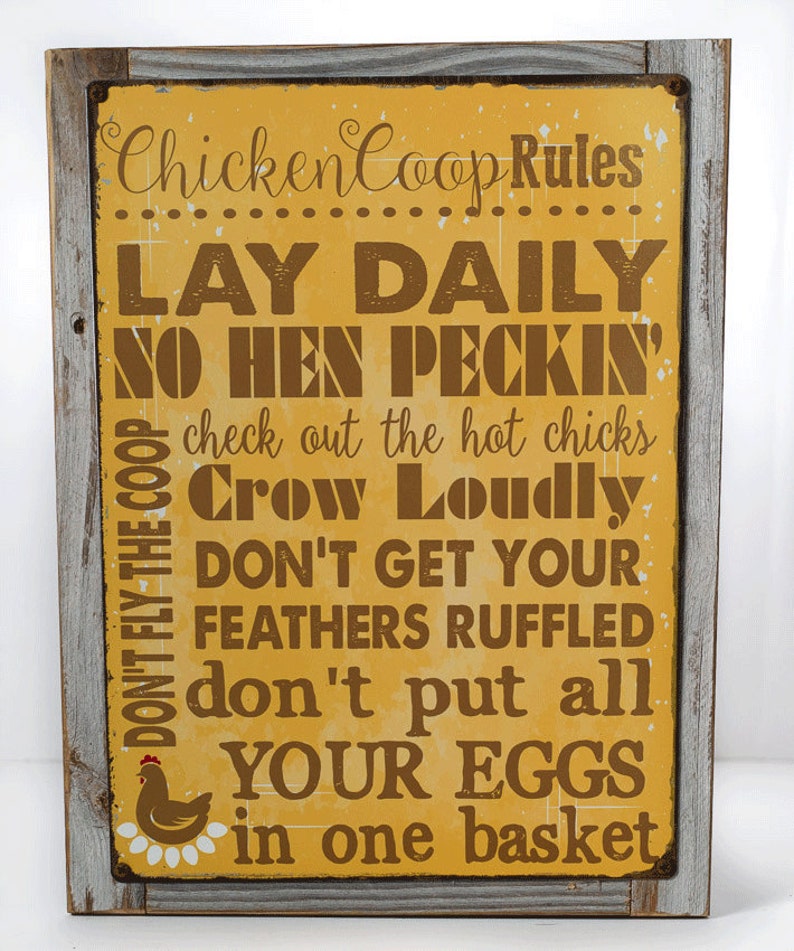 Chicken Coop Rules
LAY DAILY
NO HEN PECKIN'
check out the hot chicks
Crow Loudly
DON'T GET YOUR
FEATHERS RUFFLED
don't put all
YOUR EGGS
in one basket
DON'T FLY THE COOP